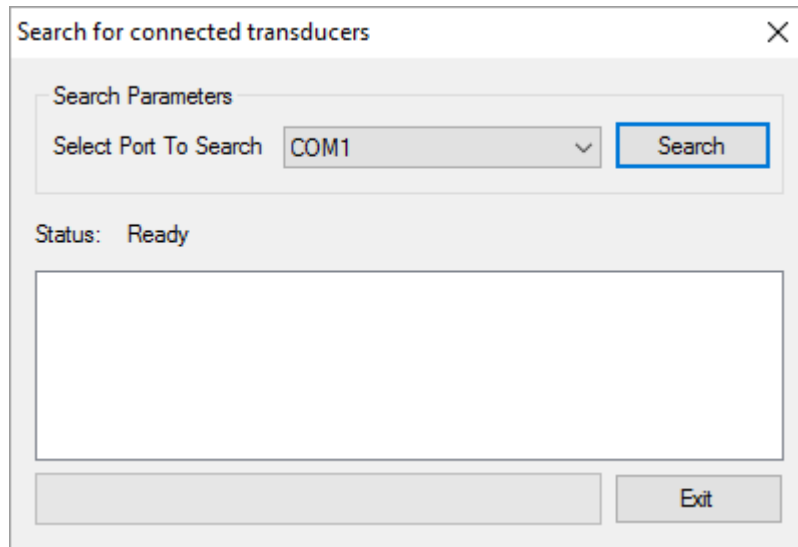 Search for connected transducers
Search Parameters
Select Port To Search COM1 Search
Status: Ready
Exit